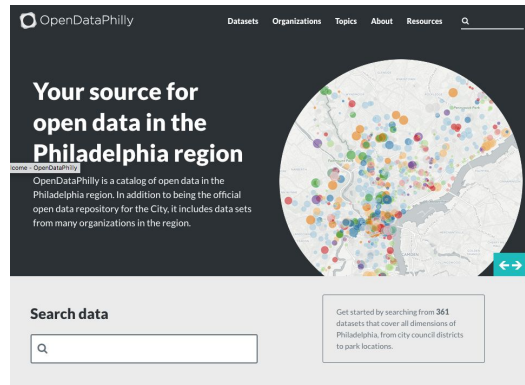 OpenDataPhilly
Datasets Organizations Topics About Resources
Your source for
open data in the
Philadelphia region
lcome - OpenDataPhilly
OpenDataPhilly is a catalog of open data in the
Philadelphia region. In addition to being the official
open data repository for the City, it includes data sets
from many organizations in the region.
Search data
Get started by searching from 361
datasets that cover all dimensions of
Philadelphia, from city council districts
to park locations.